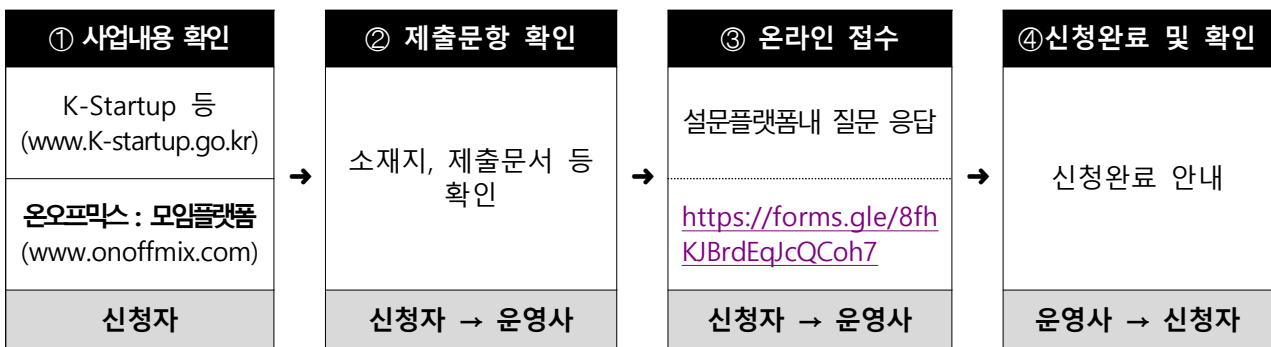 ① 사업내용 확인
K-Startup 등
(www.K-startup.go.kr)
온오프믹스 : 모임플랫폼
(www.onoffmix.com)
신청자
➜
② 제출문항 확인
소재지, 제출문서 등
확인
신청자 → 운영사
➜
③ 온라인 접수
설문플랫폼내 질문 응답
https://forms.gle/8fh
KJBrdEqJcQCoh7
신청자 → 운영사
➜
④신청완료 및 확인
신청완료 안내
운영사 → 신청자